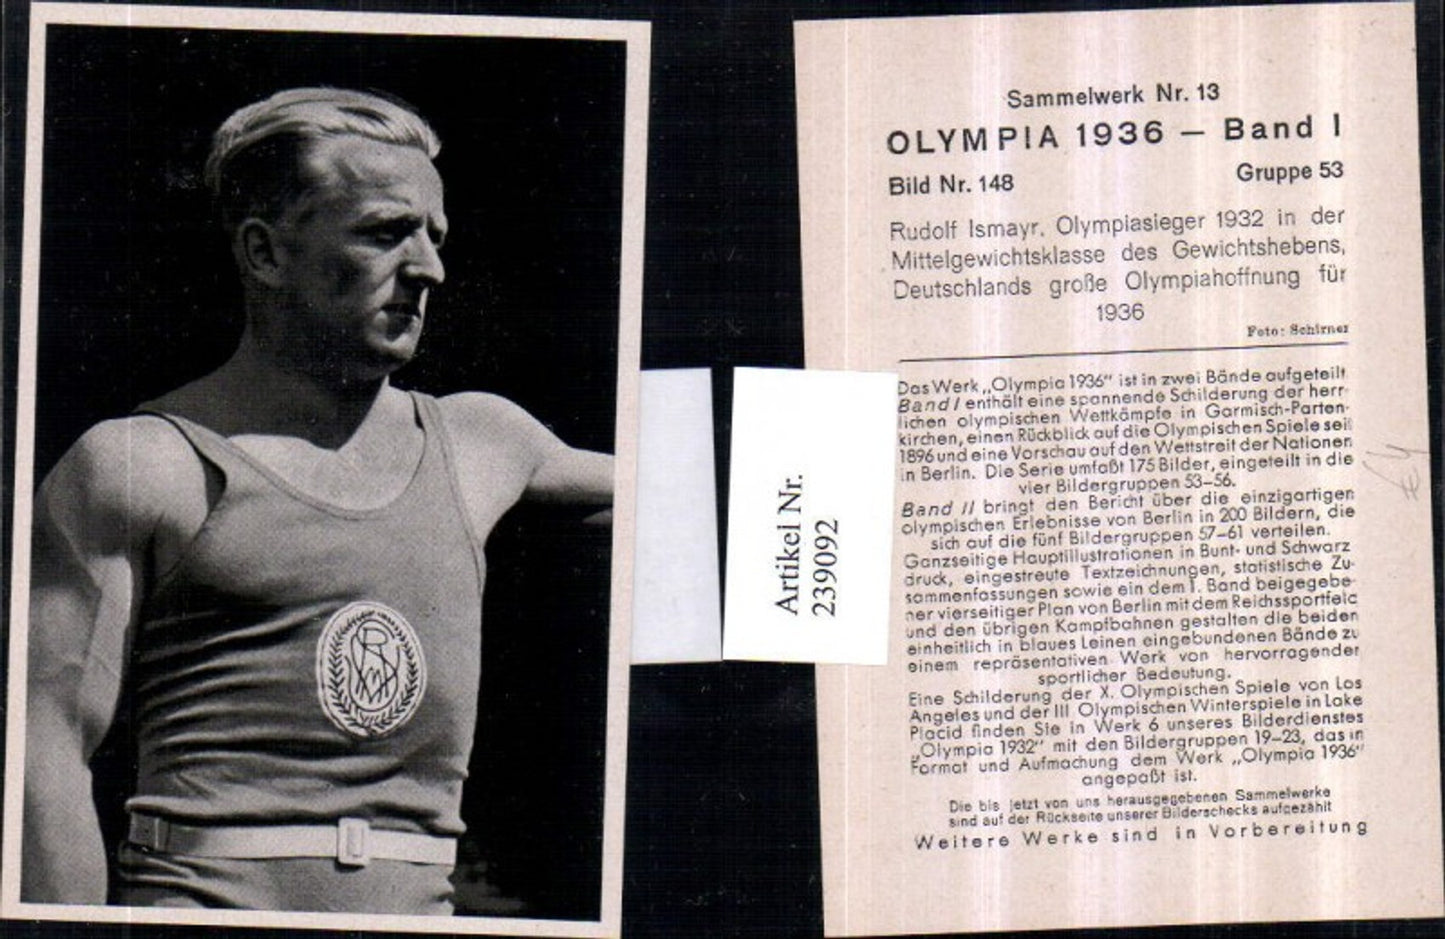 Sammelwerk Nr. 13
OLYMPIA 1936 — Band I
Bild Nr. 148 Gruppe 53
Rudolf Ismayr, Olympiasieger 1932 in der
Mittelgewichtsklasse des Gewichtshebens,
Deutschlands große Olympiahoffnung für
1936
Foto: Schirner
Das Werk „Olympia 1936“ ist in zwei Bände aufgeteilt
Band I enthält eine spannende Schilderung der herr-
lichen olympischen Wettkämpfe in Garmisch-Parten-
kirchen, einen Rückblick auf die Olympischen Spiele seit
1896 und eine Vorschau auf den Wettstreit der Nationen
in Berlin. Die Serie umfaßt 175 Bilder, eingeteilt in die
vier Bildergruppen 53–56.
Band II bringt den Bericht über die einzigartigen
olympischen Erlebnisse von Berlin in 200 Bildern, die
sich auf die fünf Bildergruppen 57–61 verteilen.
Ganzseitige Hauptillustrationen in Bunt- und Schwarz
druck, eingestreute Textzeichnungen, statistische Zu-
sammenfassungen sowie ein dem I. Band beigegebe-
ner vierseitiger Plan von Berlin mit dem Reichssportfeld
und den übrigen Kampfbahnen gestalten die beiden
einheitlich in blaues Leinen eingebundenen Bände zu
einem repräsentativen Werk von hervorragender
sportlicher Bedeutung.
Eine Schilderung der X. Olympischen Spiele von Los
Angeles und der III Olympischen Winterspiele in Lake
Placid finden Sie in Werk 6 unseres Bilderdienstes
„Olympia 1932“ mit den Bildergruppen 19–23, das in
Format und Aufmachung dem Werk „Olympia 1936“
angepaßt ist.
Die bis jetzt von uns herausgegebenen Sammelwerke
sind auf der Rückseite unserer Bilderschecks aufgezählt
Weitere Werke sind in Vorbereitung
Artikel Nr.
2392092